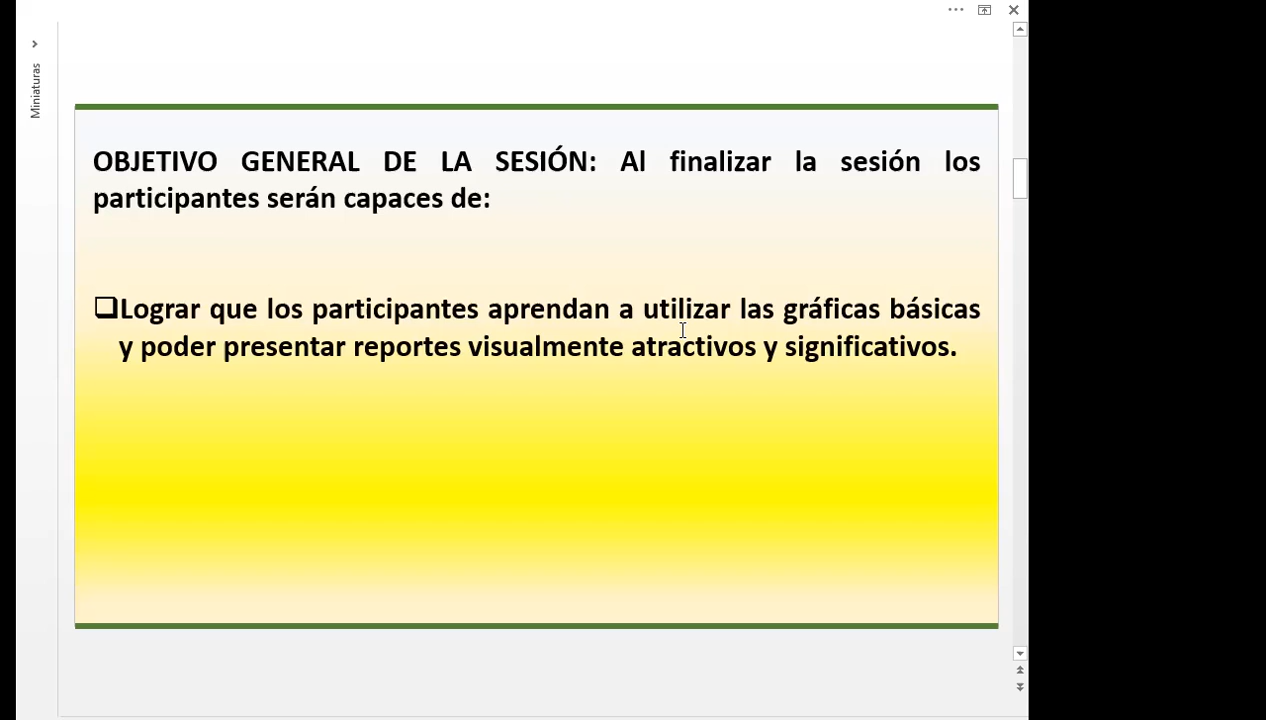 Miniaturas
OBJETIVO GENERAL DE LA SESIÓN: Al finalizar la sesión los
participantes serán capaces de:
Lograr que los participantes aprendan a utilizar las gráficas básicas
y poder presentar reportes visualmente atractivos y significativos.